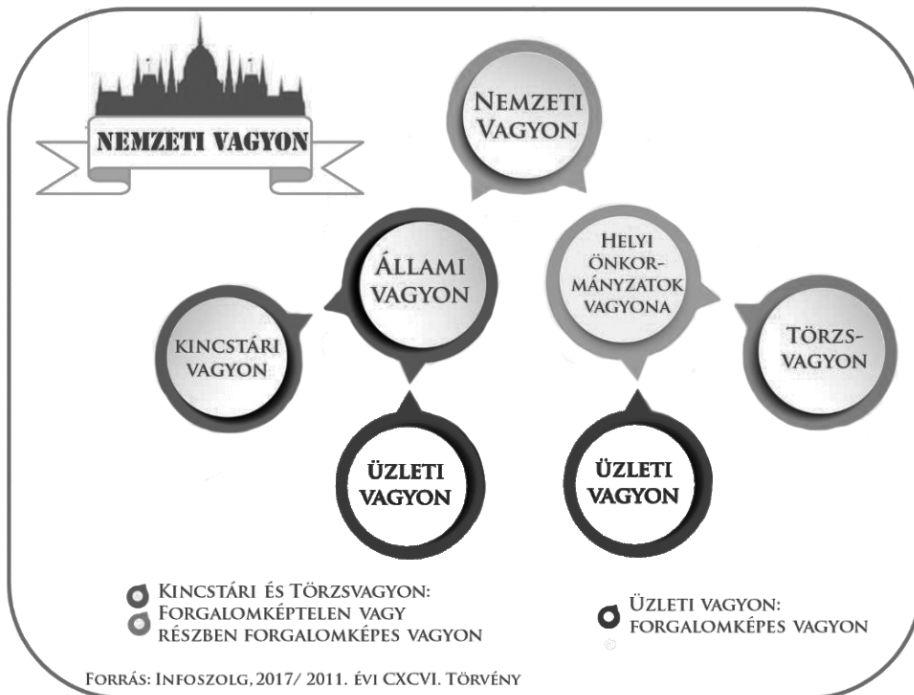 NEMZETI VAGYON
NEMZETI
VAGYON
ÁLLAMI
VAGYON
HELYI
ÖNKOR-
MÁNYZATOK
VAGYONA
KINCSTÁRI
VAGYON
TÖRZS-
VAGYON
ÜZLETI
VAGYON
ÜZLETI
VAGYON
KINCSTÁRI ÉS TÖRZSVAGYON:
FORGALOMKÉPTELEN VAGY
RÉSZBEN FORGALOMKÉPES VAGYON
ÜZLETI VAGYON:
FORGALOMKÉPES VAGYON
FORRÁS: INFOSZOLG, 2017/ 2011. ÉVI CXCVI. TÖRVÉNY